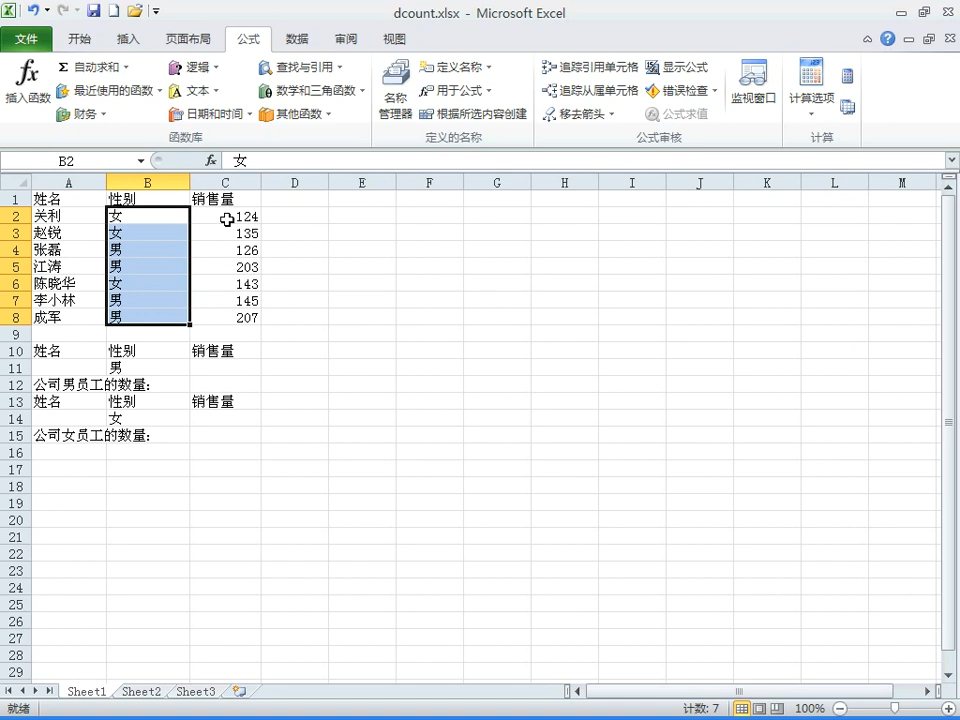 dcount.xlsx - Microsoft Excel
文件 开始 插入 页面布局 公式 数据 审阅 视图
fx 插入函数
Σ 自动求和 逻辑 查找与引用
最近使用的函数 文本 数学和三角函数
财务 日期和时间 其他函数
函数库
名称管理器
定义名称
用于公式
根据所选内容创建
定义的名称
追踪引用单元格 显示公式
追踪从属单元格 错误检查
移去箭头 公式求值
公式审核
监视窗口
计算选项
计算
B2 fx 女
A B C D E F G H I J K L M
1 姓名 性别 销售量
2 关利 女 124
3 赵锐 女 135
4 张磊 男 126
5 江涛 男 203
6 陈晓华 女 143
7 李小林 男 145
8 成军 男 207
9
10 姓名 性别 销售量
11 男
12 公司男员工的数量:
13 姓名 性别 销售量
14 女
15 公司女员工的数量:
16
17
18
19
20
21
22
23
24
25
26
27
28
29
Sheet1 Sheet2 Sheet3
就绪 计数: 7 100%